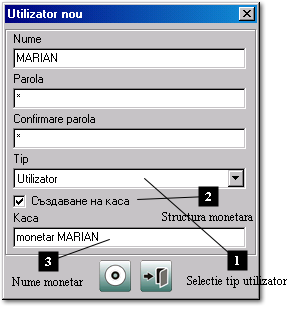 Utilizator nou
Nume
MARIAN
Parola
*
Confirmare parola
*
Tip
Utilizator
Създаване на каса
2
Каса
Structura monetara
monetar MARIAN
3
1
Nume monetar
Selectie tip utilizator